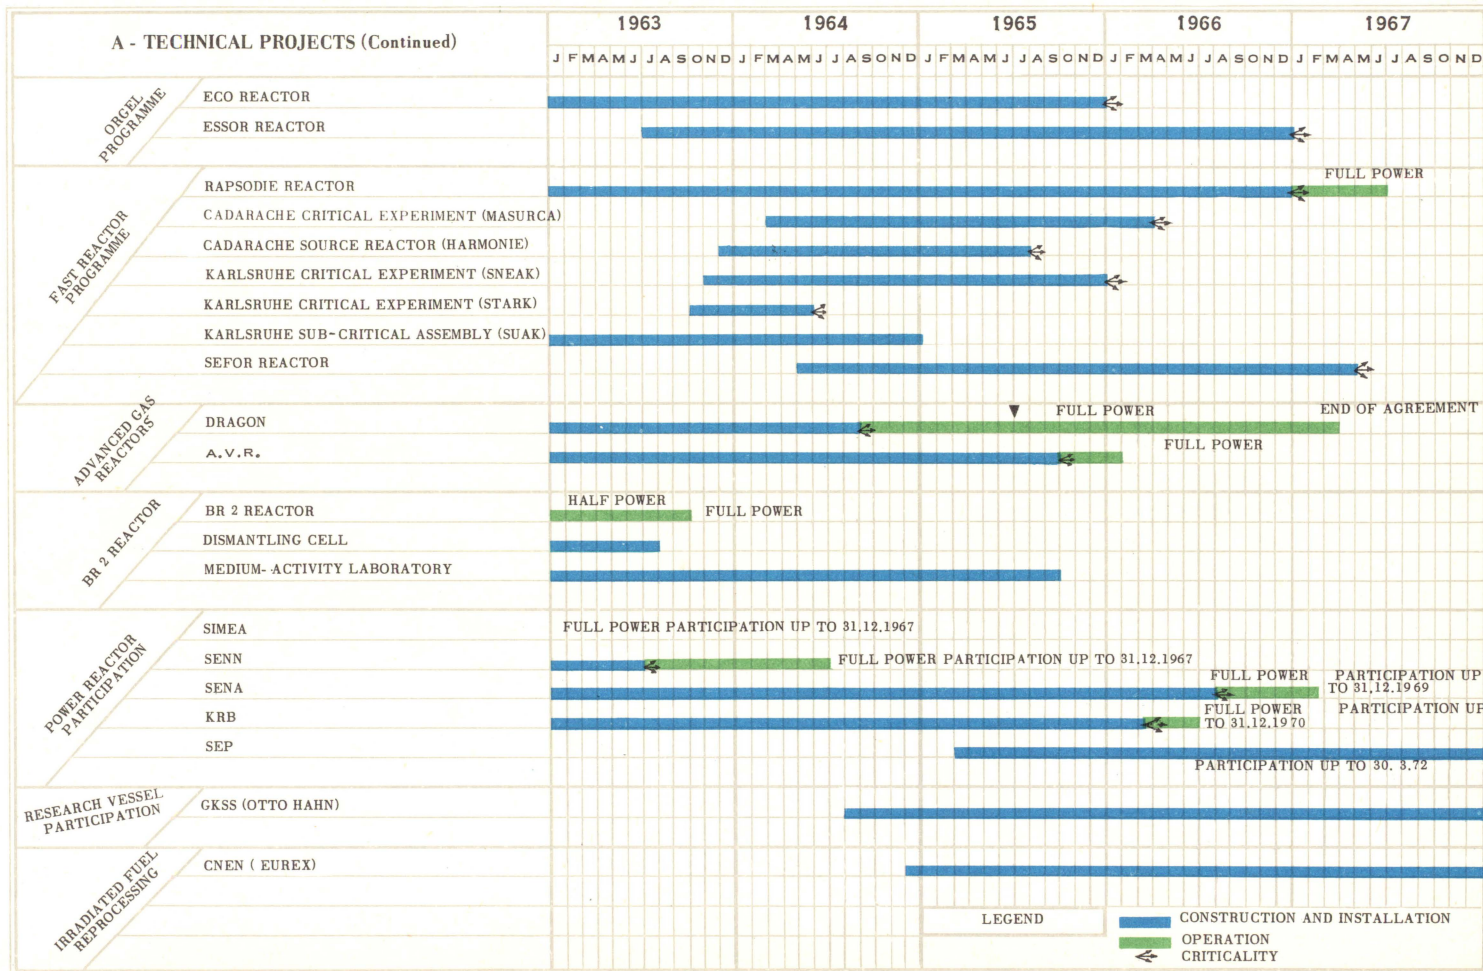 A - TECHNICAL PROJECTS (Continued)
1963 1964 1965 1966 1967
J F M A M J J A S O N D J F M A M J J A S O N D J F M A M J J A S O N D J F M A M J J A S O N D J F M A M J J A S O N D
ORGEL
PROGRAMME
ECO REACTOR
ESSOR REACTOR
FAST REACTOR
PROGRAMME
RAPSODIE REACTOR
FULL POWER
CADARACHE CRITICAL EXPERIMENT (MASURCA)
CADARACHE SOURCE REACTOR (HARMONIE)
KARLSRUHE CRITICAL EXPERIMENT (SNEAK)
KARLSRUHE CRITICAL EXPERIMENT (STARK)
KARLSRUHE SUB-CRITICAL ASSEMBLY (SUAK)
SEFOR REACTOR
ADVANCED GAS
REACTORS
DRAGON
FULL POWER
END OF AGREEMENT
A.V.R.
FULL POWER
BR 2 REACTOR
HALF POWER
BR 2 REACTOR
FULL POWER
DISMANTLING CELL
MEDIUM-ACTIVITY LABORATORY
POWER REACTOR
PARTICIPATION
SIMEA
FULL POWER PARTICIPATION UP TO 31.12.1967
SENN
FULL POWER PARTICIPATION UP TO 31.12.1967
SENA
FULL POWER PARTICIPATION UP
TO 31.12.1969
KRB
FULL POWER PARTICIPATION UP
TO 31.12.1970
SEP
PARTICIPATION UP TO 30.3.72
RESEARCH VESSEL
PARTICIPATION
GKSS (OTTO HAHN)
IRRADIATED FUEL
REPROCESSING
CNEN ( EUREX)
LEGEND
CONSTRUCTION AND INSTALLATION
OPERATION
CRITICALITY